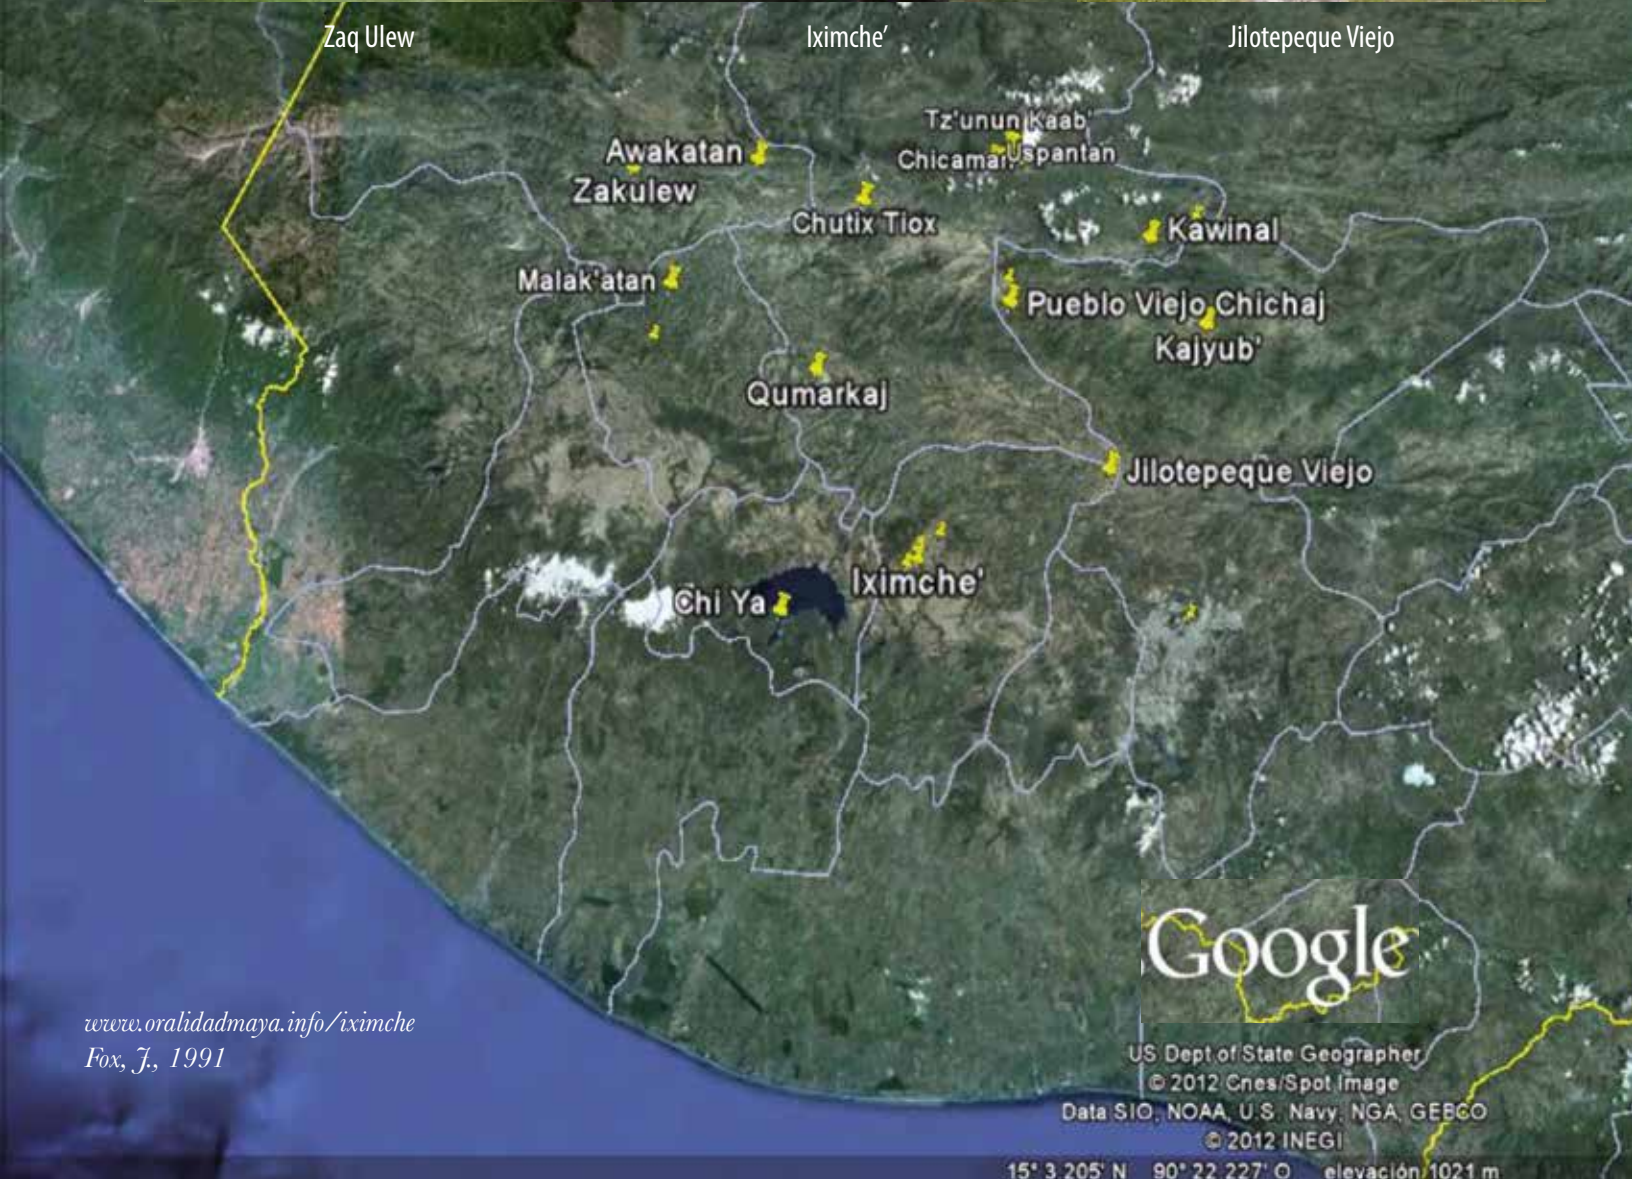 Zaq Ulew
Iximche’
Jilotepeque Viejo
Tz'unun Kaab'
Awakatan
Uspantan
Zakulew
Chutix Tiox
Kawinal
Malak'atan
Pueblo Viejo Chichaj
Kajyub'
Qumarkaj
Jilotepeque Viejo
Iximche'
Chi Ya
Google
www.oralidadmaya.info/iximche
Fox, J., 1991
US Dept of State Geographer
© 2012 Cnes/Spot Image
Data SIO, NOAA, U.S. Navy, NGA, GEBCO
© 2012 INEGI
15° 3.205' N 90° 22.227' O elevación 1021 m